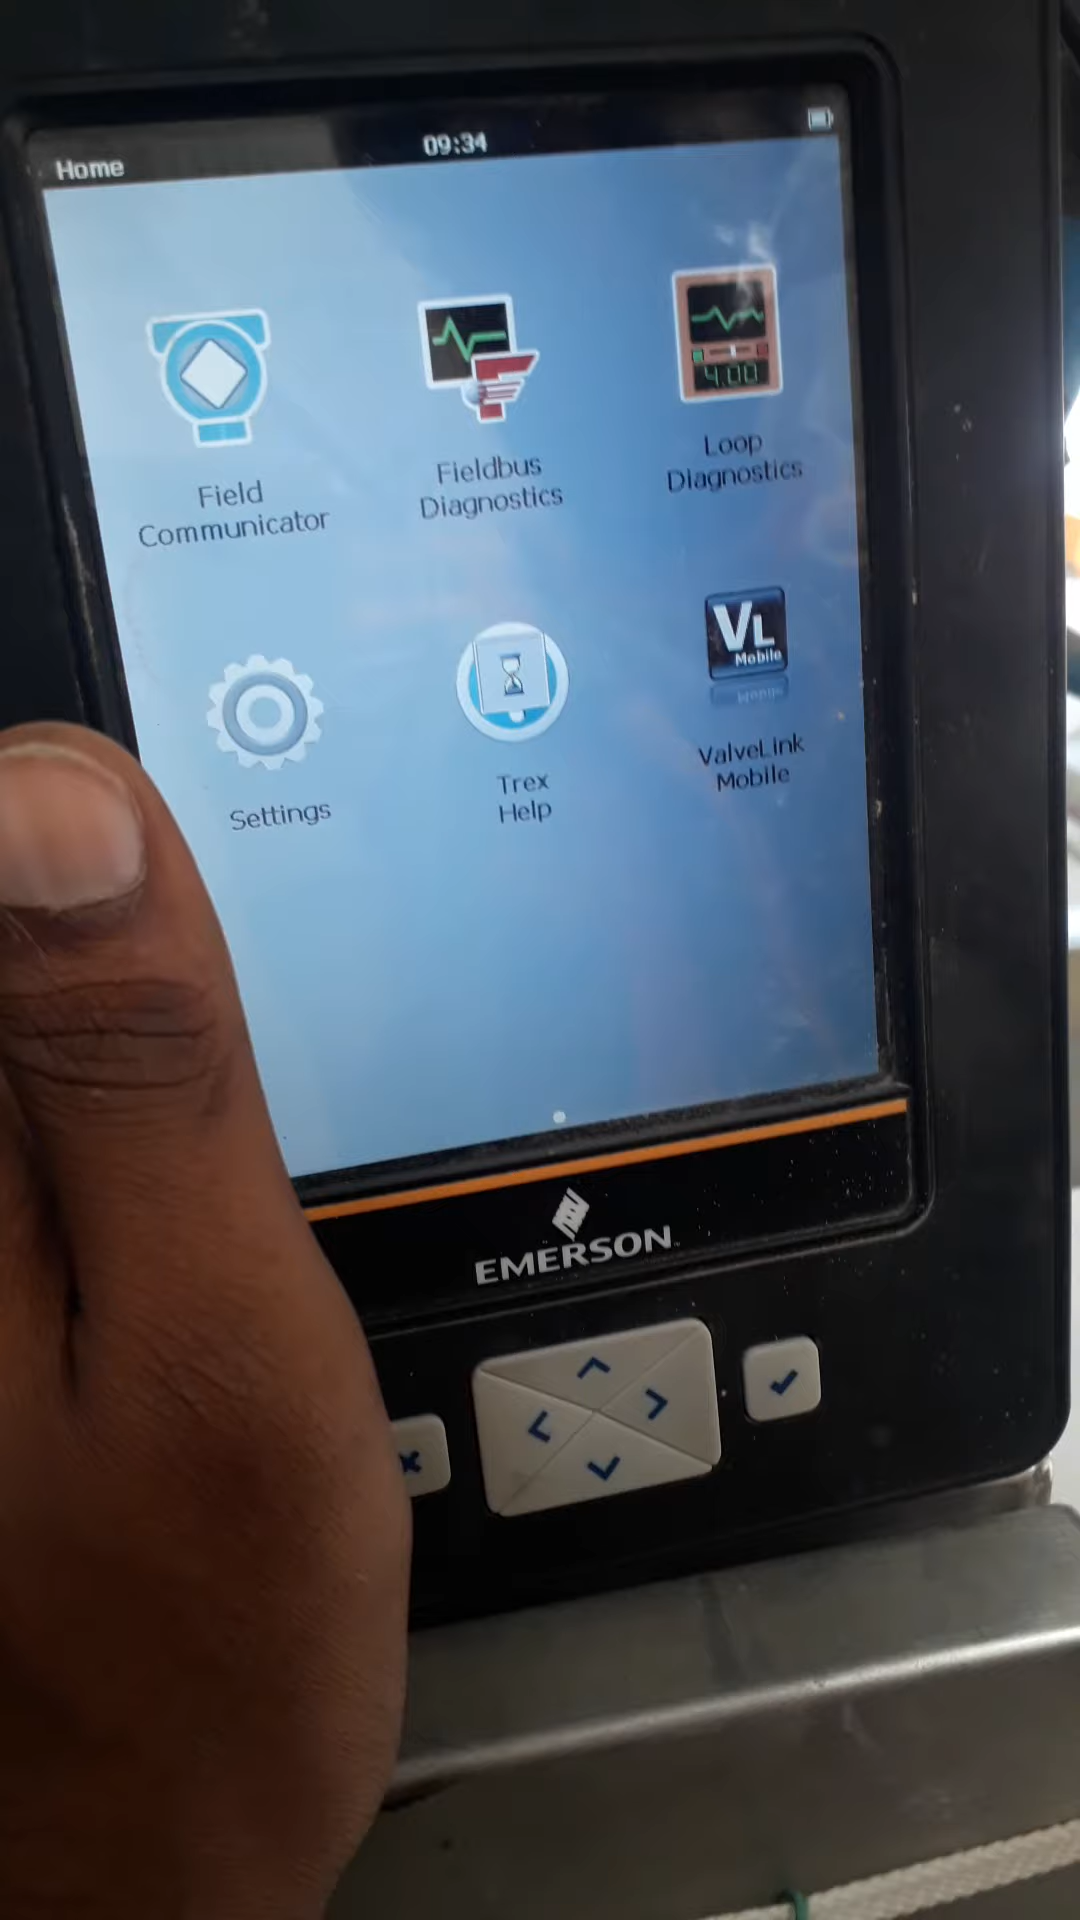 Home
09:34
4.00
Field
Communicator
Fieldbus
Diagnostics
Loop
Diagnostics
Settings
Trex
Help
VL
Mobile
ValveLink
Mobile
EMERSON